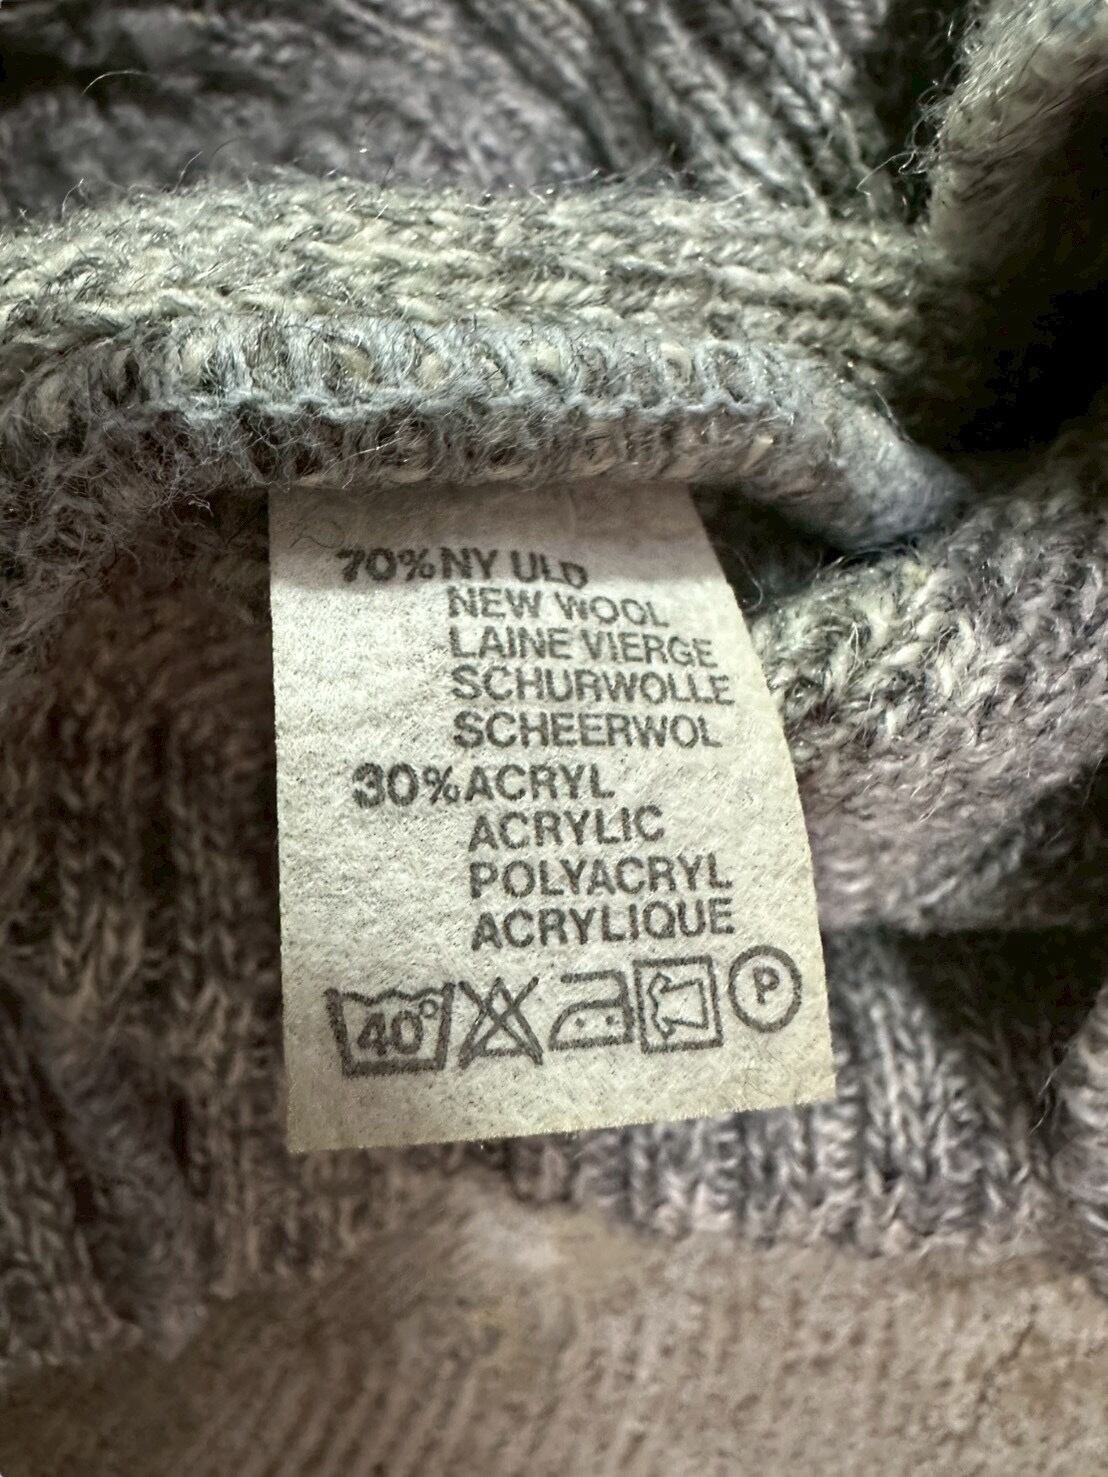 70% NY ULD
NEW WOOL
LAINE VIERGE
SCHURWOLLE
SCHEERWOL
30% ACRYL
ACRYLIC
POLYACRYL
ACRYLIQUE
40° P